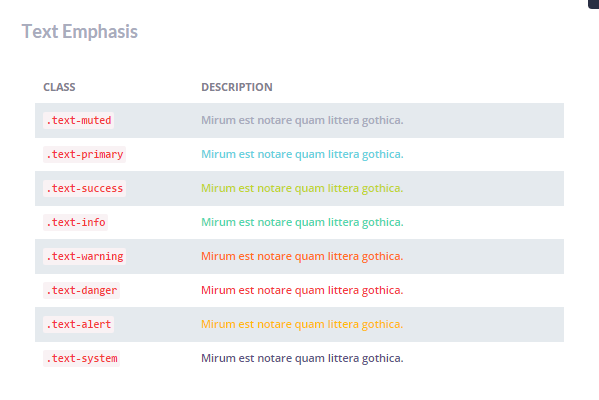 Text Emphasis
CLASS DESCRIPTION
.text-muted Mirum est notare quam littera gothica.
.text-primary Mirum est notare quam littera gothica.
.text-success Mirum est notare quam littera gothica.
.text-info Mirum est notare quam littera gothica.
.text-warning Mirum est notare quam littera gothica.
.text-danger Mirum est notare quam littera gothica.
.text-alert Mirum est notare quam littera gothica.
.text-system Mirum est notare quam littera gothica.